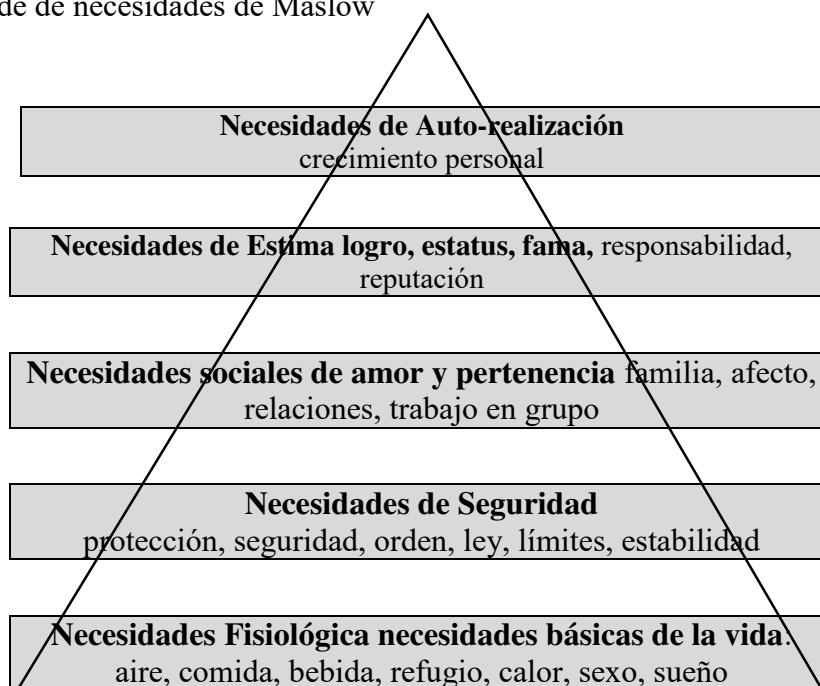 de de necesidades de Maslow
Necesidades de Auto-realización
crecimiento personal
Necesidades de Estima logro, estatus, fama, responsabilidad,
reputación
Necesidades sociales de amor y pertenencia familia, afecto,
relaciones, trabajo en grupo
Necesidades de Seguridad
protección, seguridad, orden, ley, límites, estabilidad
Necesidades Fisiológica necesidades básicas de la vida:
aire, comida, bebida, refugio, calor, sexo, sueño